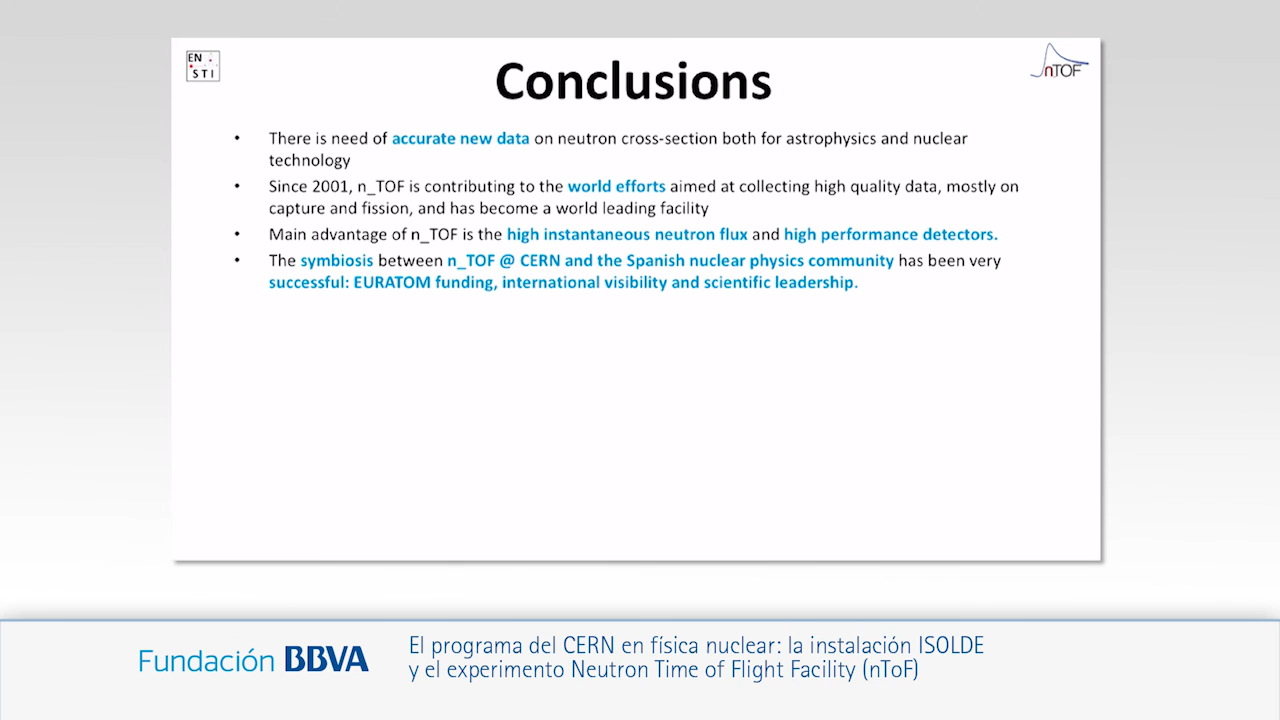 EN
STI
nTOF
Conclusions
• There is need of accurate new data on neutron cross-section both for astrophysics and nuclear
technology
• Since 2001, n_TOF is contributing to the world efforts aimed at collecting high quality data, mostly on
capture and fission, and has become a world leading facility
• Main advantage of n_TOF is the high instantaneous neutron flux and high performance detectors.
• The symbiosis between n_TOF @ CERN and the Spanish nuclear physics community has been very
successful: EURATOM funding, international visibility and scientific leadership.
Fundación BBVA
El programa del CERN en física nuclear: la instalación ISOLDE
y el experimento Neutron Time of Flight Facility (nToF)